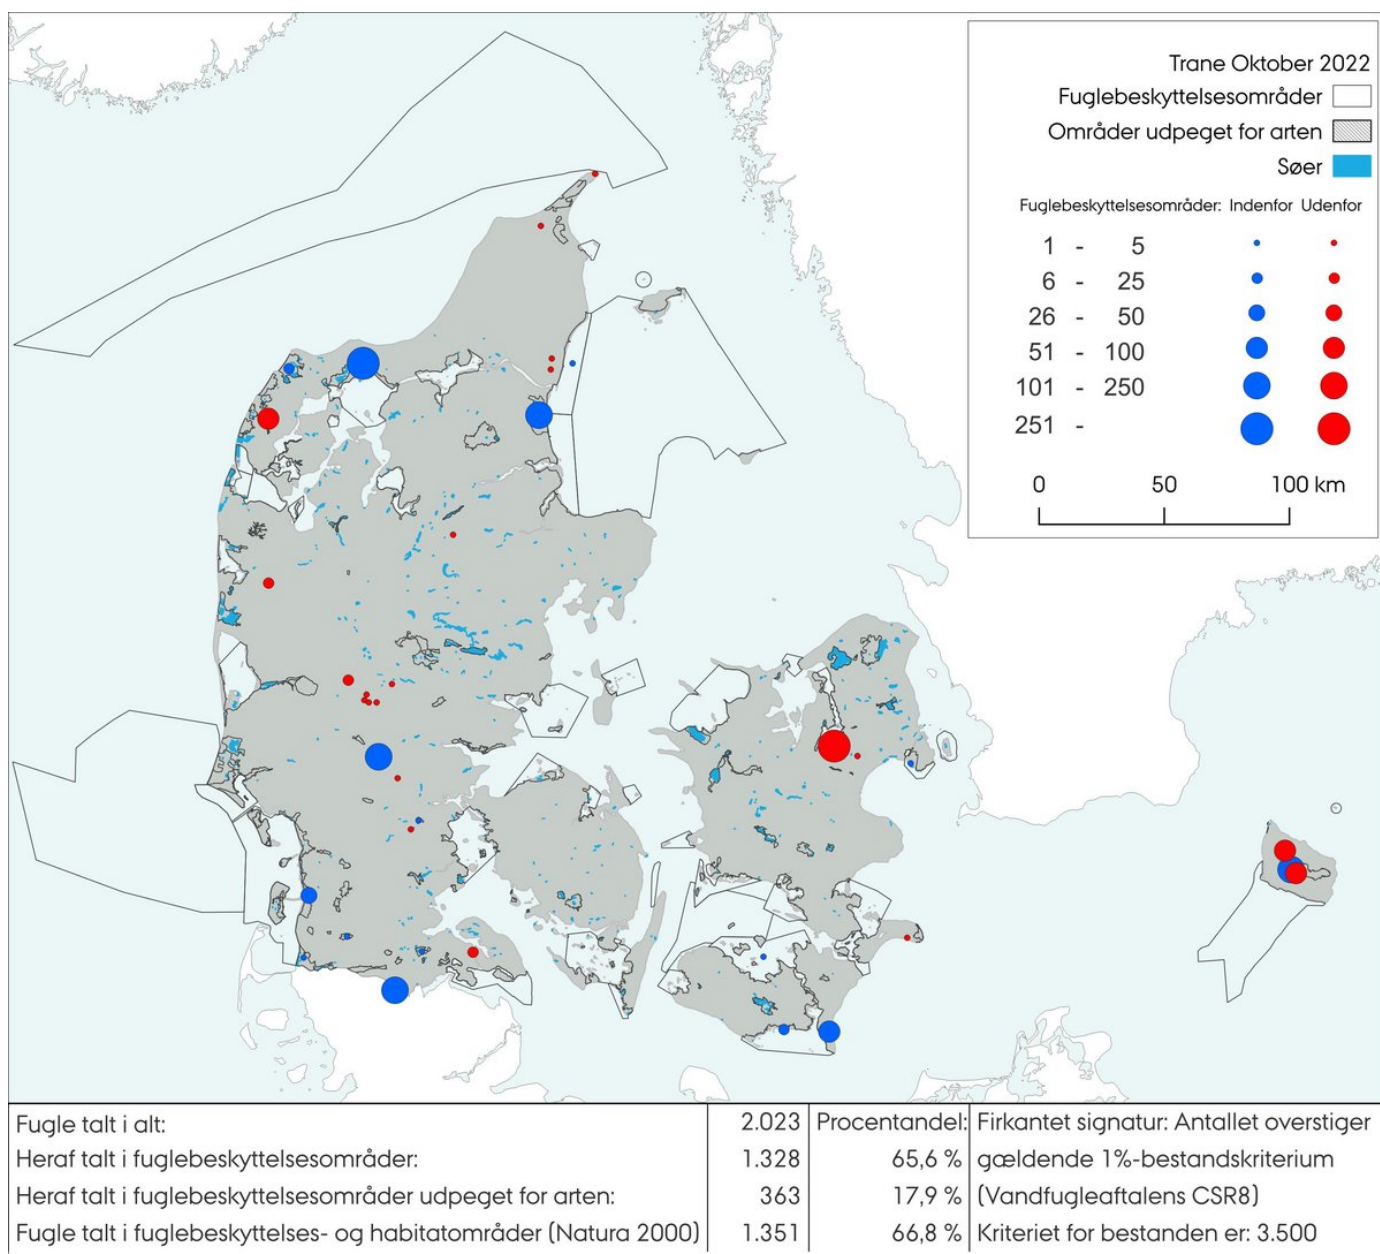 Trane Oktober 2022
Fuglebeskyttelsesområder
Områder udpeget for arten
Søer
Fuglebeskyttelsesområder: Indenfor Udenfor
1 - 5
6 - 25
26 - 50
51 - 100
101 - 250
251 -
0 50 100 km
Fugle talt i alt: 2.023 Procentandel: Firkantet signatur: Antallet overstiger
Heraf talt i fuglebeskyttelsesområder: 1.328 65,6 % gældende 1%-bestandskriterium
Heraf talt i fuglebeskyttelsesområder udpeget for arten: 363 17,9 % (Vandfugleaftalens CSR8)
Fugle talt i fuglebeskyttelses- og habitatområder (Natura 2000) 1.351 66,8 % Kriteriet for bestanden er: 3.500